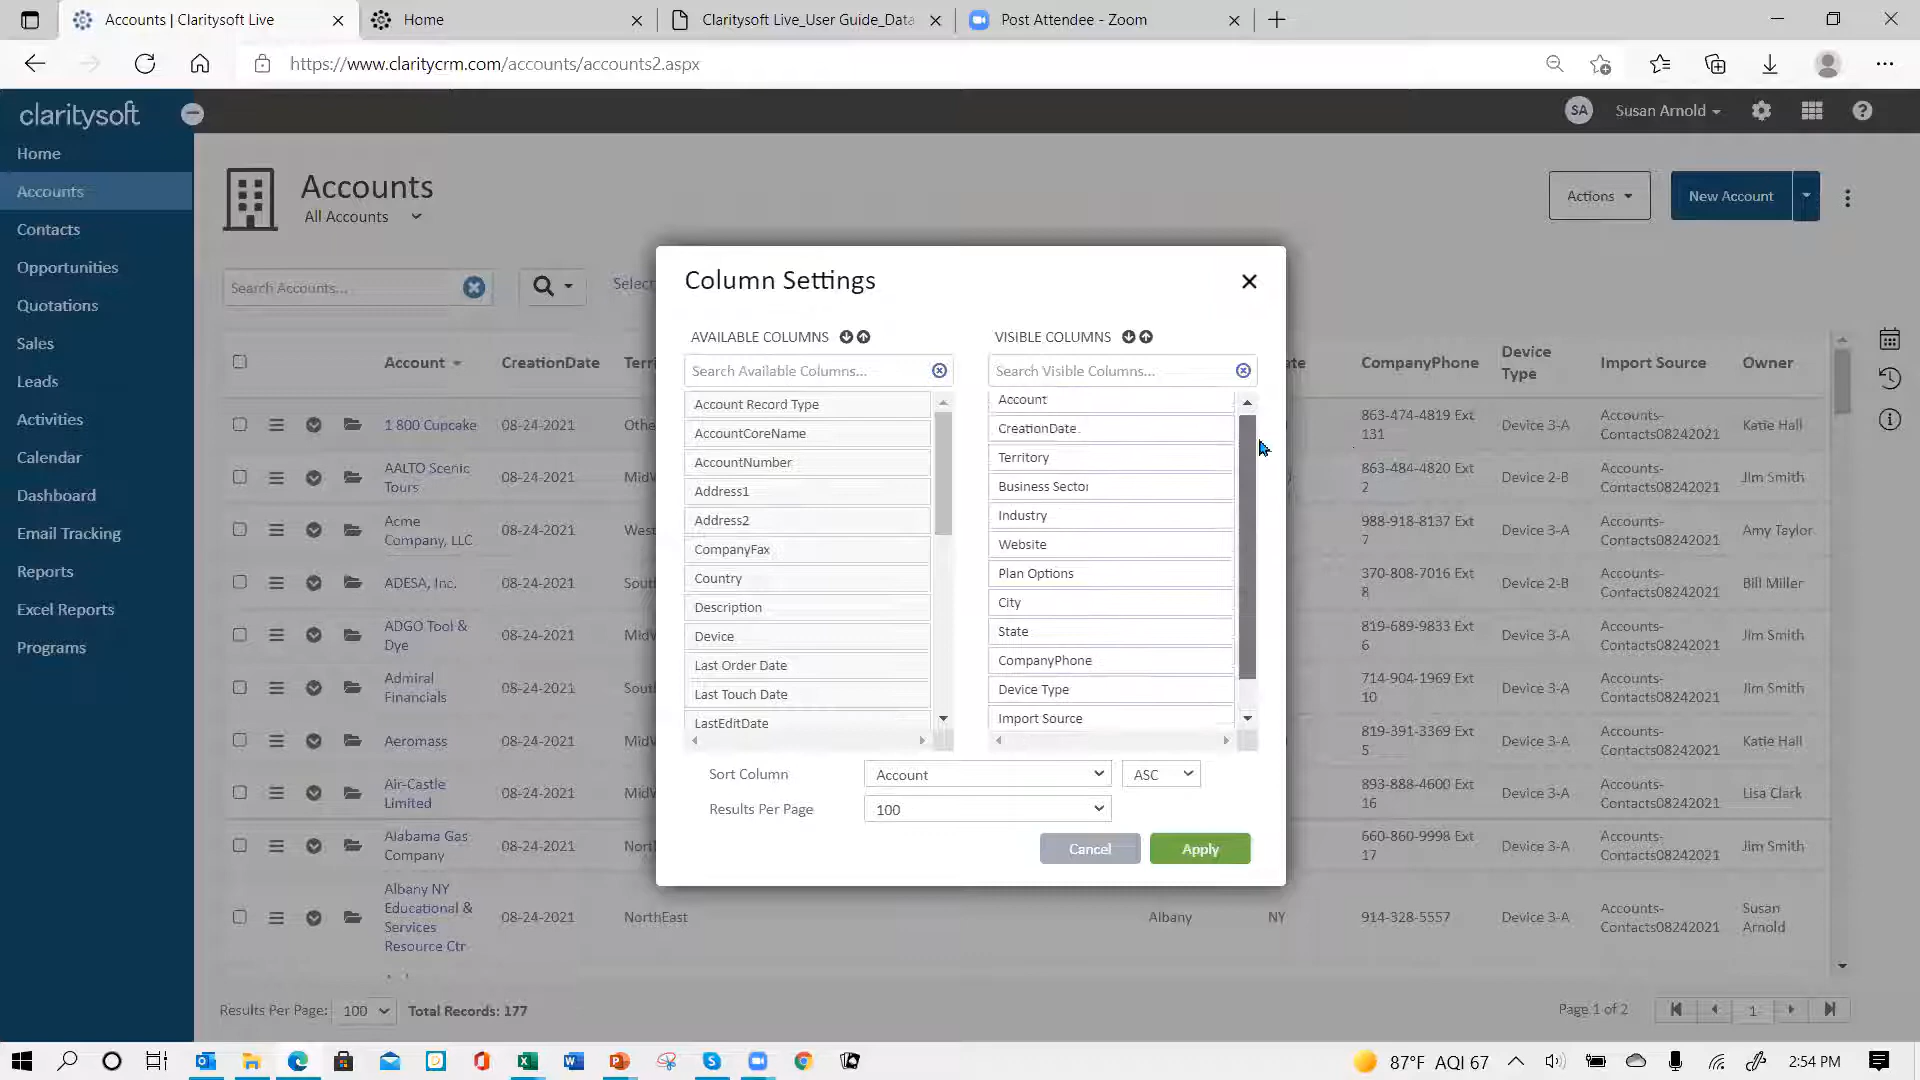 Accounts | Claritysoft Live
Home
Claritysoft Live_User Guide_Data
Post Attendee - Zoom
https://www.claritycrm.com/accounts/accounts2.aspx
claritysoft
SA
Susan Arnold
Home
Accounts
Contacts
Opportunities
Quotations
Sales
Leads
Activities
Calendar
Dashboard
Email Tracking
Reports
Excel Reports
Programs
Accounts
All Accounts
Actions
New Account
Search Accounts...
Select
Account
CreationDate
Terri
ate
CompanyPhone
Device
Type
Import Source
Owner
1 800 Cupcake
08-24-2021
Othe
863-474-4819 Ext
131
Device 3-A
Accounts-
Contacts08242021
Katie Hall
AALTO Scenic
Tours
08-24-2021
MidV
863-484-4820 Ext
2
Device 2-B
Accounts-
Contacts08242021
Jim Smith
Acme
Company, LLC
08-24-2021
West
988-918-8137 Ext
7
Device 3-A
Accounts-
Contacts08242021
Amy Taylor
ADESA, Inc.
08-24-2021
Sout
370-808-7016 Ext
8
Device 2-B
Accounts-
Contacts08242021
Bill Miller
ADGO Tool &
Dye
08-24-2021
MidV
819-689-9833 Ext
6
Device 3-A
Accounts-
Contacts08242021
Jim Smith
Admiral
Financials
08-24-2021
Sout
714-904-1969 Ext
10
Device 3-A
Accounts-
Contacts08242021
Jim Smith
Aeromass
08-24-2021
MidV
819-391-3369 Ext
5
Device 3-A
Accounts-
Contacts08242021
Katie Hall
Air-Castle
Limited
08-24-2021
MidV
893-888-4600 Ext
16
Device 3-A
Accounts-
Contacts08242021
Lisa Clark
Alabama Gas
Company
08-24-2021
Nort
660-860-9998 Ext
17
Device 3-A
Accounts-
Contacts08242021
Jim Smith
Albany NY
Educational &
Services
Resource Ctr
08-24-2021
NorthEast
Albany
NY
914-328-5557
Device 3-A
Accounts-
Contacts08242021
Susan
Arnold
Results Per Page: 100
Total Records: 177
Page 1 of 2
1
Column Settings
AVAILABLE COLUMNS
Search Available Columns...
Account Record Type
AccountCoreName
AccountNumber
Address1
Address2
CompanyFax
Country
Description
Device
Last Order Date
Last Touch Date
LastEditDate
VISIBLE COLUMNS
Search Visible Columns...
Account
CreationDate
Territory
Business Sector
Industry
Website
Plan Options
City
State
CompanyPhone
Device Type
Import Source
Sort Column
Account
ASC
Results Per Page
100
Cancel
Apply
87°F AQI 67
2:54 PM